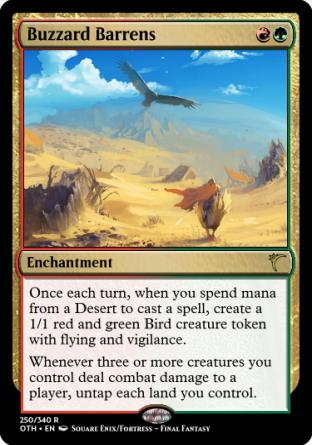 Buzzard Barrens
Enchantment
Once each turn, when you spend mana
from a Desert to cast a spell, create a
1/1 red and green Bird creature token
with flying and vigilance.
Whenever three or more creatures you
control deal combat damage to a
player, untap each land you control.
250/340 R
OTH • EN Square Enix/Fortress – Final Fantasy